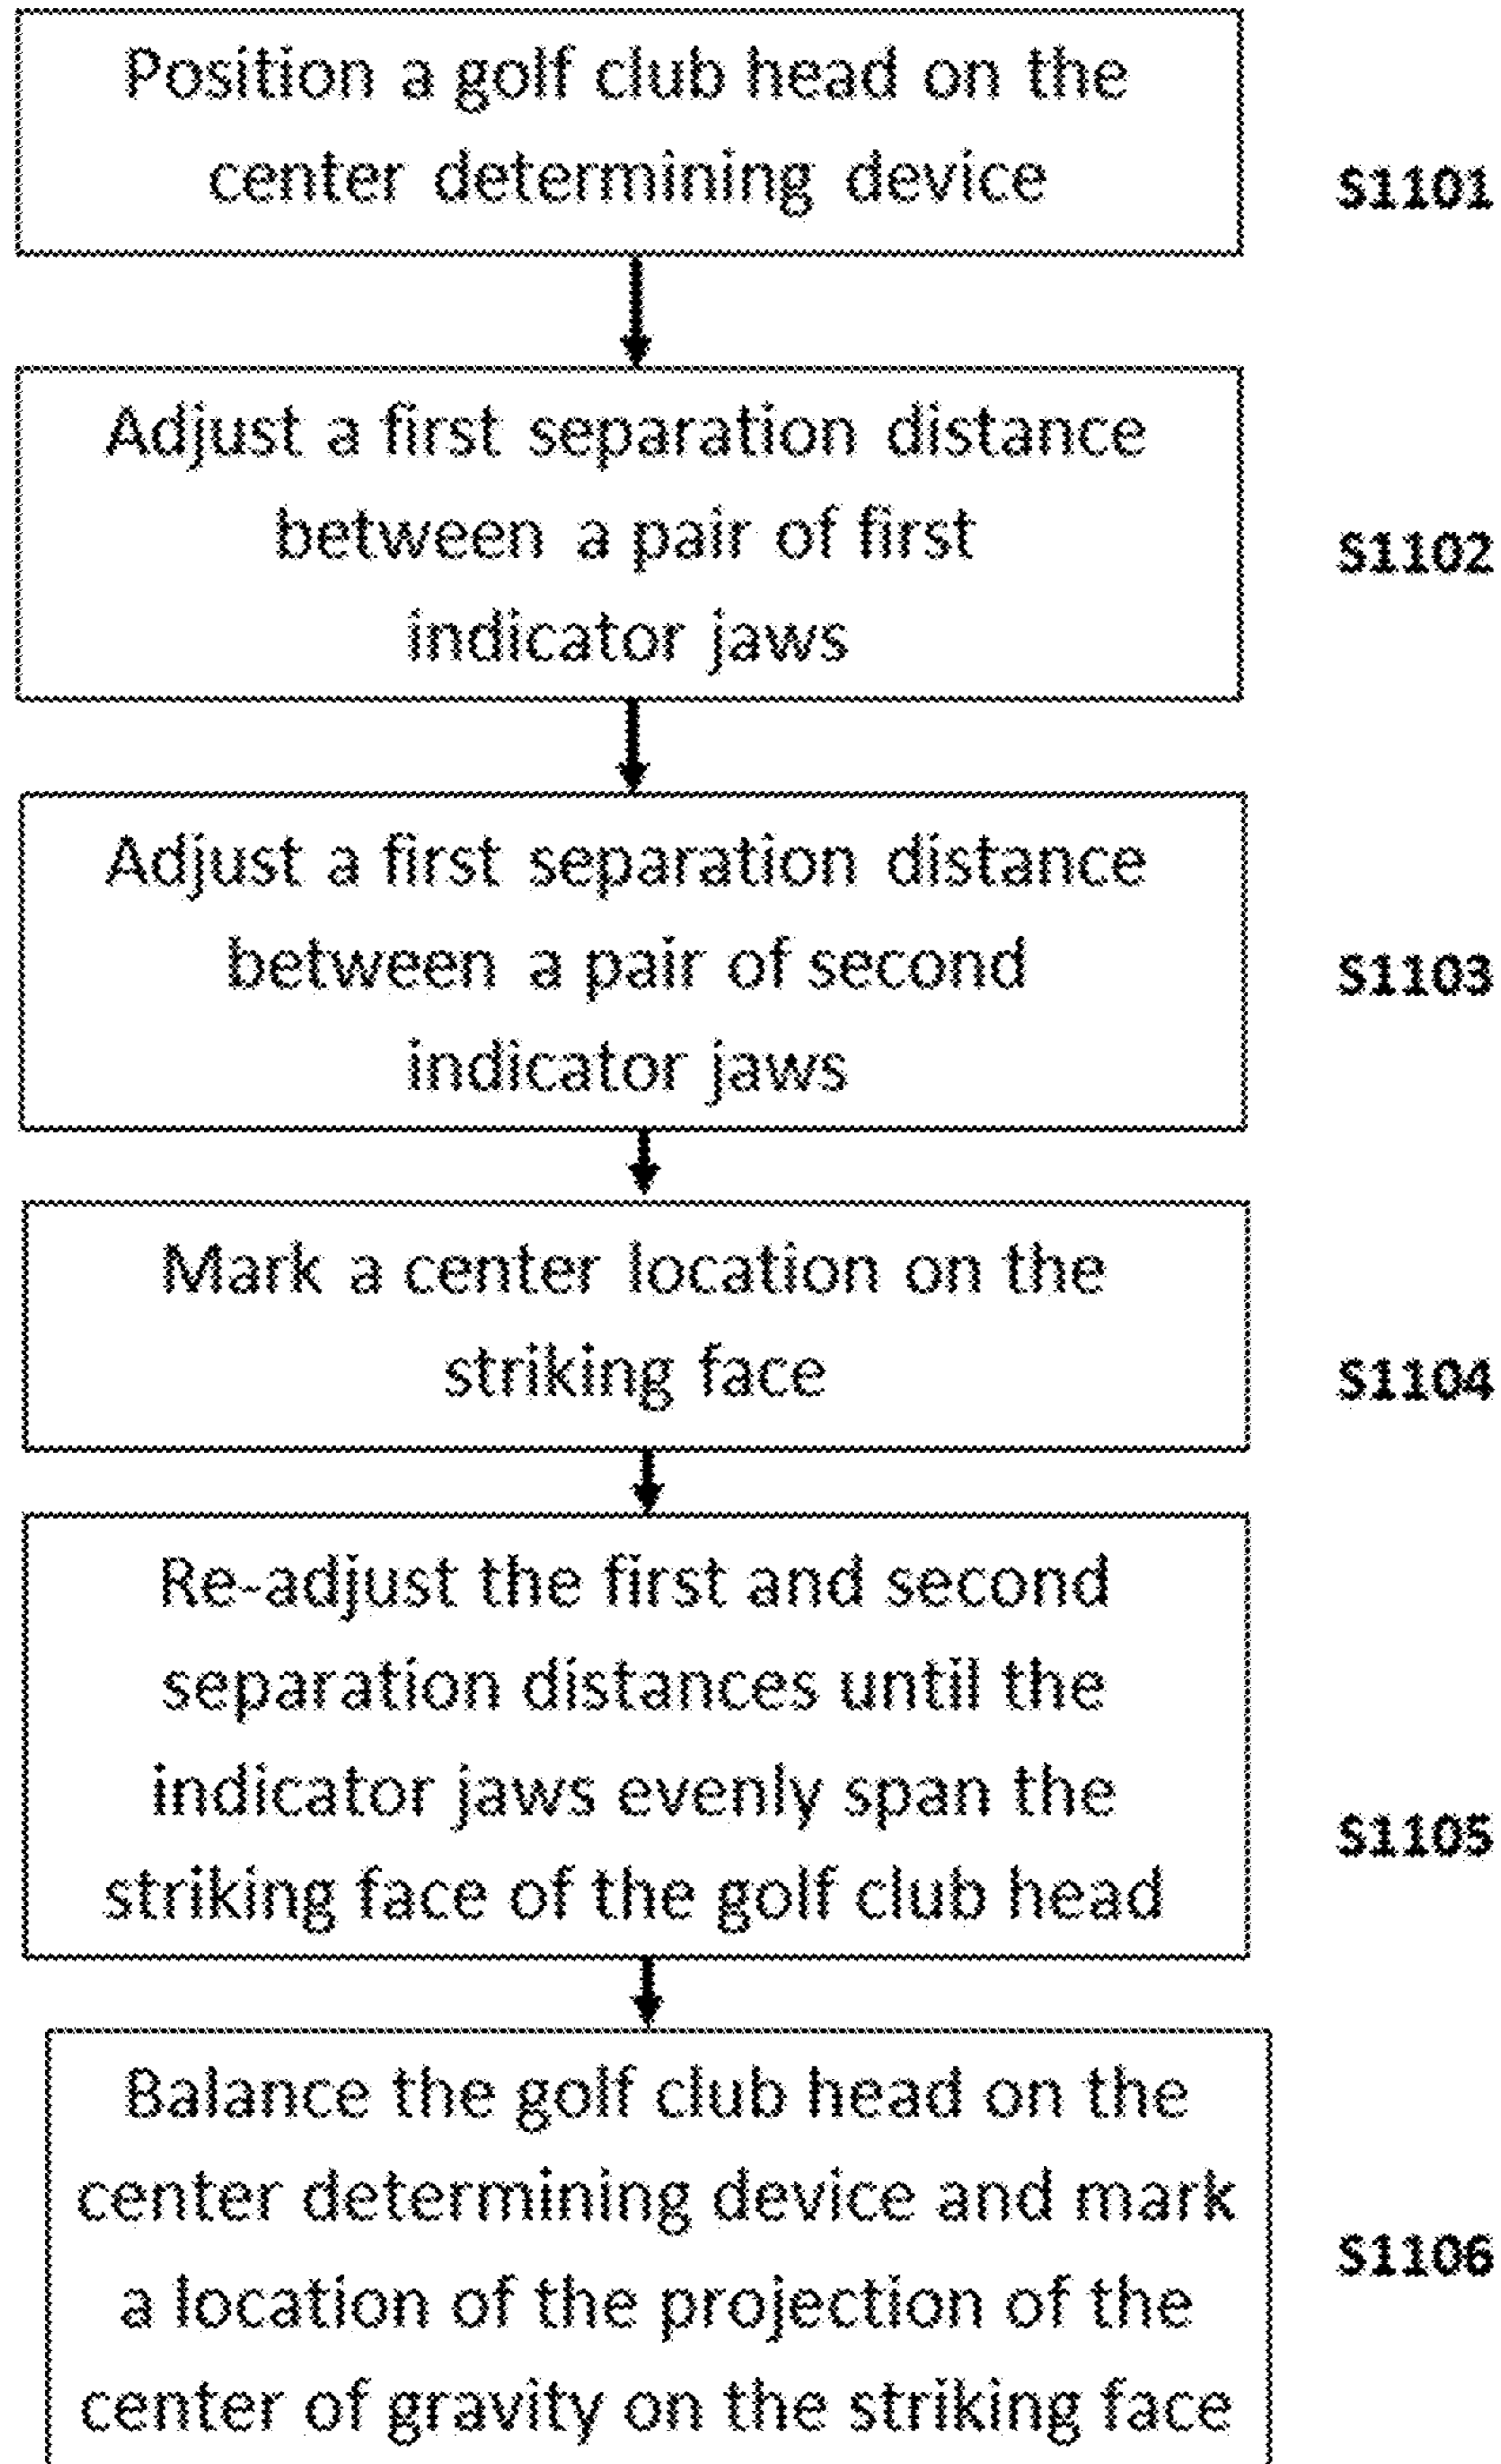 Position a golf club head on the
center determining device
S1101
Adjust a first separation distance
between a pair of first
indicator jaws
S1102
Adjust a first separation distance
between a pair of second
indicator jaws
S1103
Mark a center location on the
striking face
S1104
Re-adjust the first and second
separation distances until the
indicator jaws evenly span the
striking face of the golf club head
S1105
Balance the golf club head on the
center determining device and mark
a location of the projection of the
center of gravity on the striking face
S1106